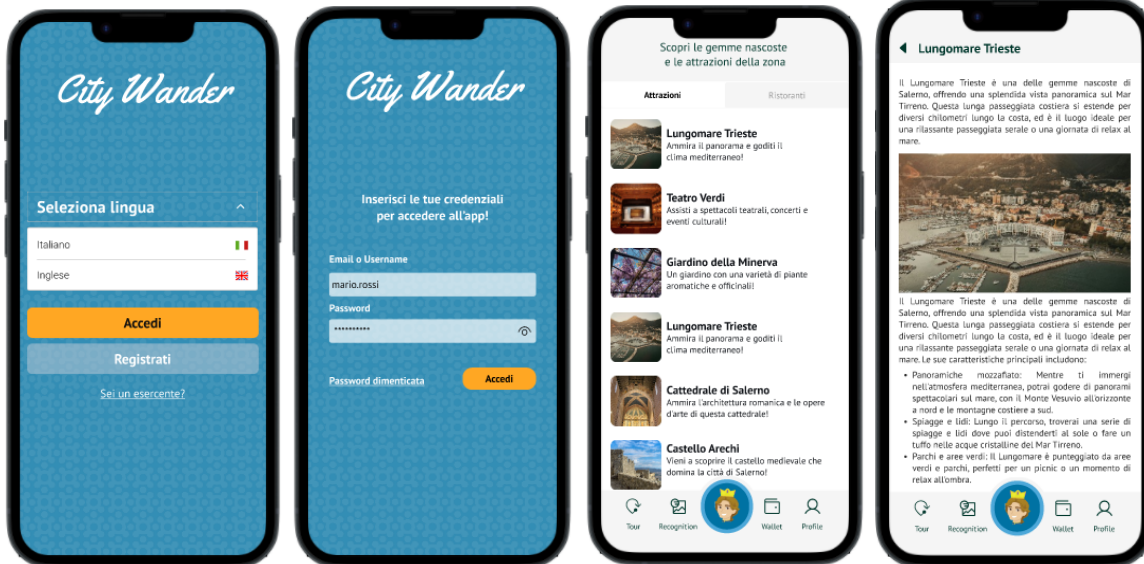 City Wander
Seleziona lingua
Italiano
Inglese
Accedi
Registrati
Sei un esercente?
City Wander
Inserisci le tue credenziali
per accedere all'app!
Email o Username
mario.rossi
Password
**********
Password dimenticata
Accedi
Scopri le gemme nascoste
e le attrazioni della zona
Attrazioni
Ristoranti
Lungomare Trieste
Ammira il panorama e goditi il
clima mediterraneo!
Teatro Verdi
Assisti a spettacoli teatrali, concerti e
eventi culturali!
Giardino della Minerva
Un giardino con una varietà di piante
aromatiche e officinali!
Lungomare Trieste
Ammira il panorama e goditi il
clima mediterraneo!
Cattedrale di Salerno
Ammira l'architettura romanica e le opere
d'arte di questa cattedrale!
Castello Arechi
Vieni a scoprire il castello medievale che
domina la città di Salerno!
Tour
Recognition
Wallet
Profile
Lungomare Trieste
Il Lungomare Trieste è una delle gemme nascoste di
Salerno, offrendo una splendida vista panoramica sul Mar
Tirreno. Questa lunga passeggiata costiera si estende per
diversi chilometri lungo la costa, ed è il luogo ideale per
una rilassante passeggiata serale o una giornata di relax al
mare.
Il Lungomare Trieste è una delle gemme nascoste di
Salerno, offrendo una splendida vista panoramica sul Mar
Tirreno. Questa lunga passeggiata costiera si estende per
diversi chilometri lungo la costa, ed è il luogo ideale per
una rilassante passeggiata serale o una giornata di relax al
mare. Le sue caratteristiche principali includono:
• Panoramiche mozzafiato: Mentre ti immergi
nell'atmosfera mediterranea, potrai godere di panorami
spettacolari sul mare, con il Monte Vesuvio all'orizzonte
a nord e le montagne costiere a sud.
• Spiagge e lidi: Lungo il percorso, troverai una serie di
spiagge e lidi dove puoi distenderti al sole o fare un
tuffo nelle acque cristalline del Mar Tirreno.
• Parchi e aree verdi: Il Lungomare è punteggiato da aree
verdi e parchi, perfetti per un picnic o un momento di
relax all'ombra.
Tour
Recognition
Wallet
Profile